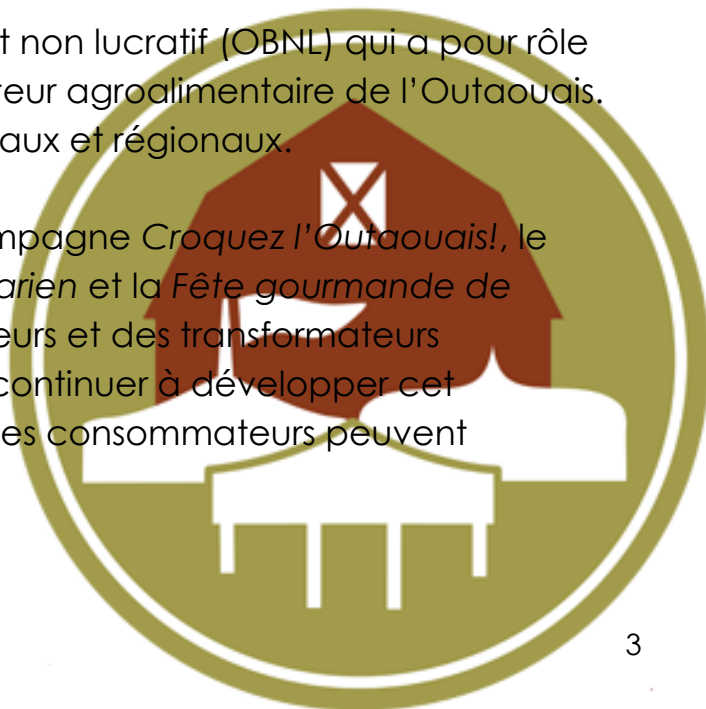 t non lucratif (OBNL) qui a pour rôle
teur agroalimentaire de l’Outaouais.
aux et régionaux.
mpagne Croquez l’Outaouais!, le
arien et la Fête gourmande de
eurs et des transformateurs
continuer à développer cet
es consommateurs peuvent
3